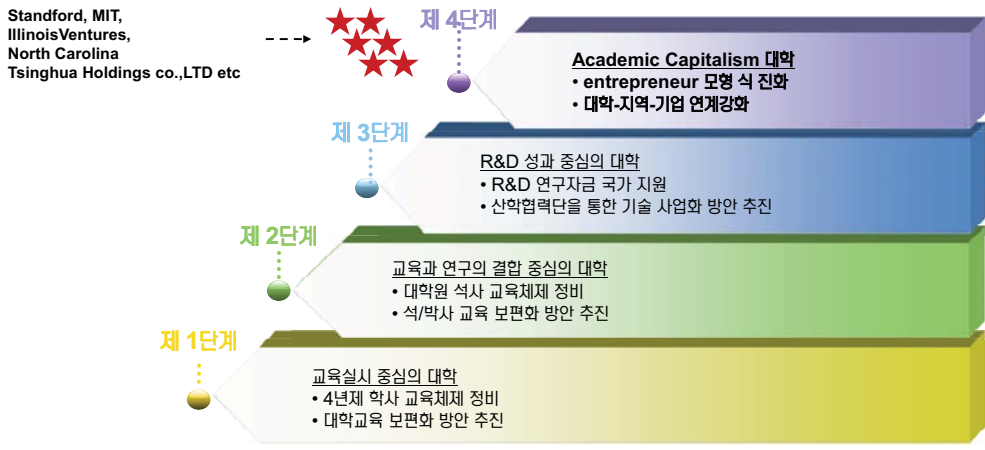 Standford, MIT,
IllinoisVentures,
North Carolina
Tsinghua Holdings co.,LTD etc
제 4단계
Academic Capitalism 대학
• entrepreneur 모형 식 진화
• 대학-지역-기업 연계강화
제 3단계
R&D 성과 중심의 대학
• R&D 연구자금 국가 지원
• 산학협력단을 통한 기술 사업화 방안 추진
제 2단계
교육과 연구의 결합 중심의 대학
• 대학원 석사 교육체제 정비
• 석/박사 교육 보편화 방안 추진
제 1단계
교육실시 중심의 대학
• 4년제 학사 교육체제 정비
• 대학교육 보편화 방안 추진